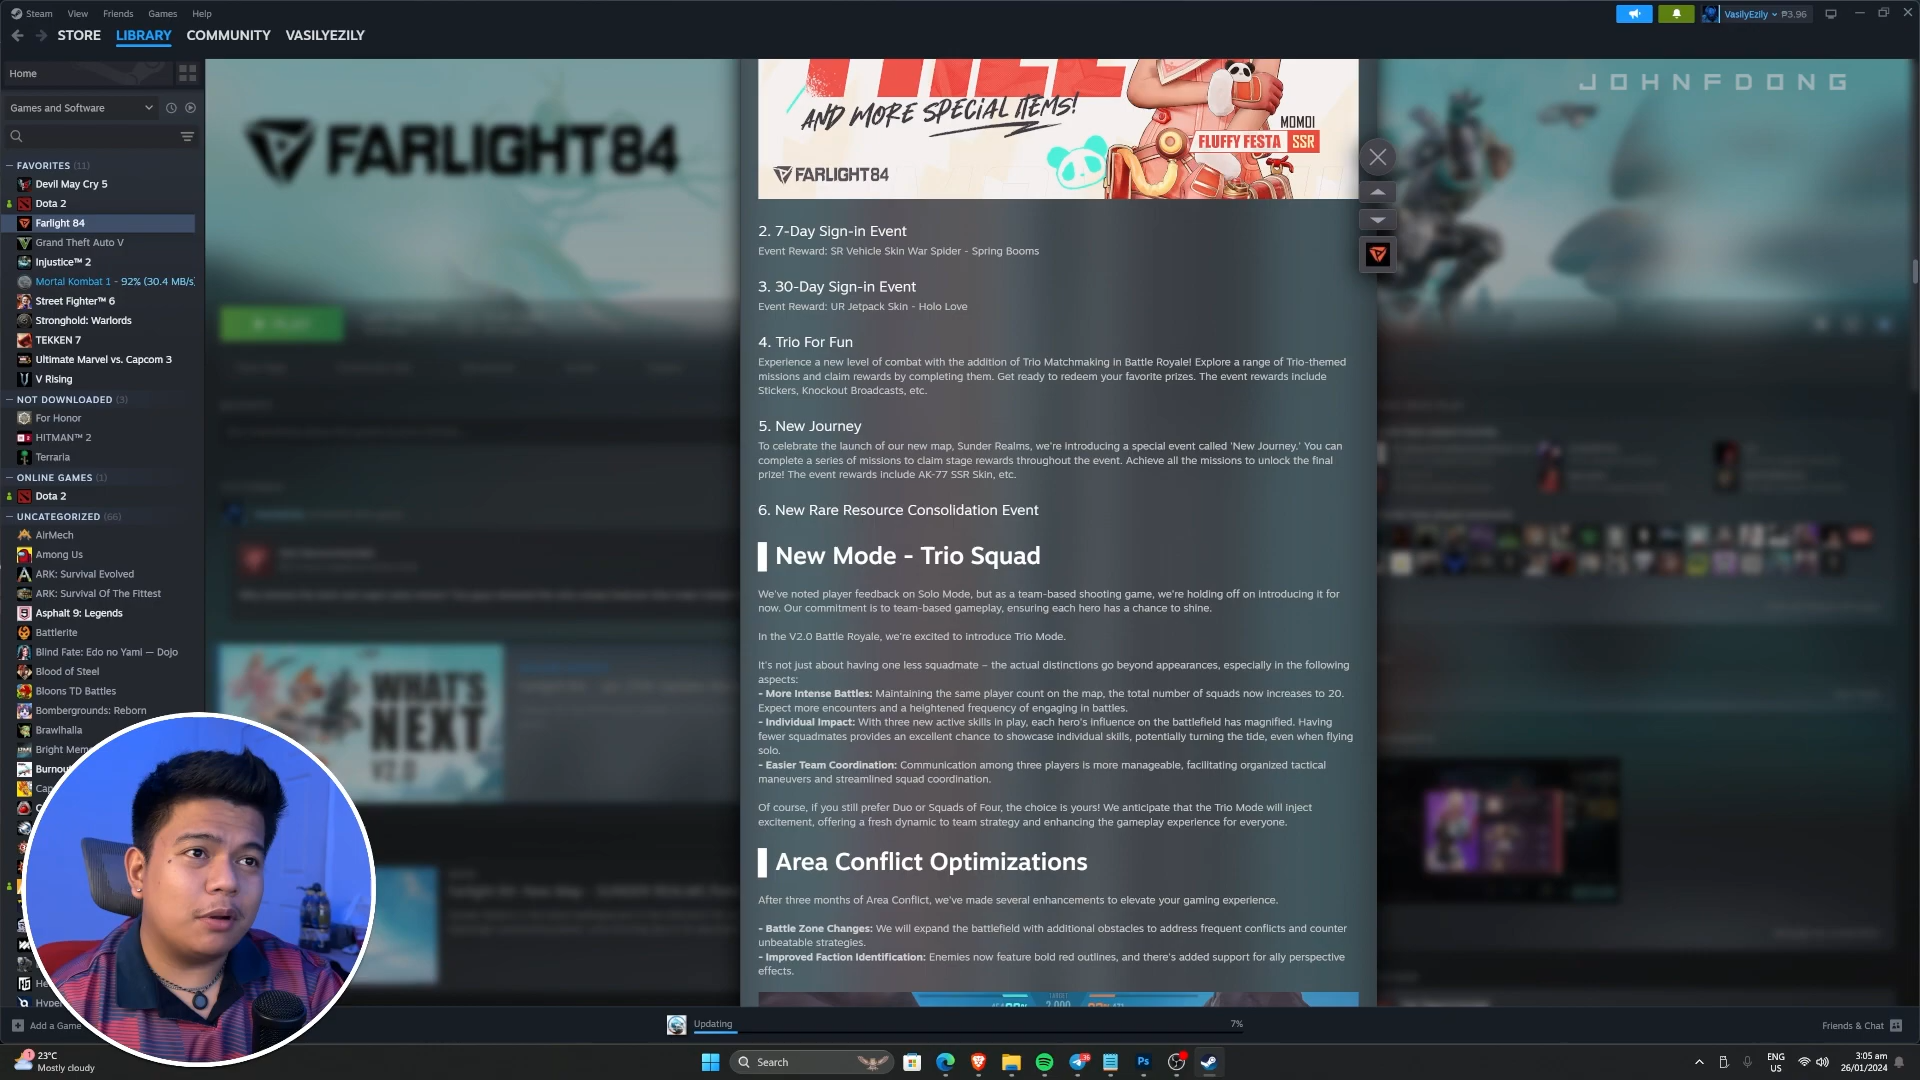 Steam View Friends Games Help
VasilyEzily ₱3.96
STORE LIBRARY COMMUNITY VASILYEZILY
Home
Games and Software
FAVORITES (11)
Devil May Cry 5
Dota 2
Farlight 84
Grand Theft Auto V
Injustice™ 2
Mortal Kombat 1 - 92% (30.4 MB/s
Street Fighter™ 6
Stronghold: Warlords
TEKKEN 7
Ultimate Marvel vs. Capcom 3
V Rising
NOT DOWNLOADED (3)
For Honor
HITMAN™ 2
Terraria
ONLINE GAMES (1)
Dota 2
UNCATEGORIZED (66)
AirMech
Among Us
ARK: Survival Evolved
ARK: Survival Of The Fittest
Asphalt 9: Legends
Battlerite
Blind Fate: Edo no Yami — Dojo
Blood of Steel
Bloons TD Battles
Bombergrounds: Reborn
Brawlhalla
Add a Game
FARLIGHT84
WHAT'S
NEXT
V2.0
FREE
AND MORE SPECIAL ITEMS!
MOMOI
FLUFFY FESTA SSR
FARLIGHT84
2. 7-Day Sign-in Event
Event Reward: SR Vehicle Skin War Spider - Spring Booms
3. 30-Day Sign-in Event
Event Reward: UR Jetpack Skin - Holo Love
4. Trio For Fun
Experience a new level of combat with the addition of Trio Matchmaking in Battle Royale! Explore a range of Trio-themed
missions and claim rewards by completing them. Get ready to redeem your favorite prizes. The event rewards include
Stickers, Knockout Broadcasts, etc.
5. New Journey
To celebrate the launch of our new map, Sunder Realms, we're introducing a special event called 'New Journey.' You can
complete a series of missions to claim stage rewards throughout the event. Achieve all the missions to unlock the final
prize! The event rewards include AK-77 SSR Skin, etc.
6. New Rare Resource Consolidation Event
New Mode - Trio Squad
We've noted player feedback on Solo Mode, but as a team-based shooting game, we're holding off on introducing it for
now. Our commitment is to team-based gameplay, ensuring each hero has a chance to shine.
In the V2.0 Battle Royale, we're excited to introduce Trio Mode.
It's not just about having one less squadmate – the actual distinctions go beyond appearances, especially in the following
aspects:
- More Intense Battles: Maintaining the same player count on the map, the total number of squads now increases to 20.
Expect more encounters and a heightened frequency of engaging in battles.
- Individual Impact: With three new active skills in play, each hero's influence on the battlefield has magnified. Having
fewer squadmates provides an excellent chance to showcase individual skills, potentially turning the tide, even when flying
solo.
- Easier Team Coordination: Communication among three players is more manageable, facilitating organized tactical
maneuvers and streamlined squad coordination.
Of course, if you still prefer Duo or Squads of Four, the choice is yours! We anticipate that the Trio Mode will inject
excitement, offering a fresh dynamic to team strategy and enhancing the gameplay experience for everyone.
Area Conflict Optimizations
After three months of Area Conflict, we've made several enhancements to elevate your gaming experience.
- Battle Zone Changes: We will expand the battlefield with additional obstacles to address frequent conflicts and counter
unbeatable strategies.
- Improved Faction Identification: Enemies now feature bold red outlines, and there's added support for ally perspective
effects.
JOHNFDONG
Updating 7%
Friends & Chat
23°C
Mostly cloudy
Search
ENG
US
3:05 am
26/01/2024